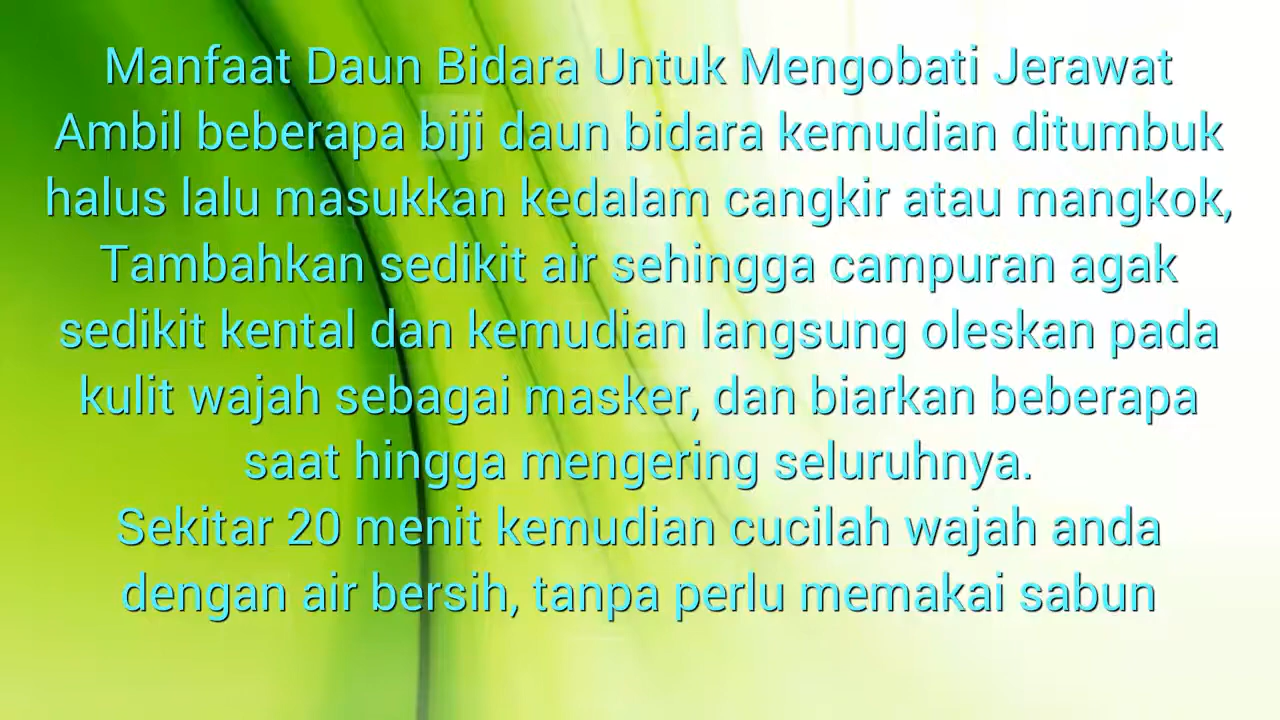 Manfaat Daun Bidara Untuk Mengobati Jerawat
Ambil beberapa biji daun bidara kemudian ditumbuk
halus lalu masukkan kedalam cangkir atau mangkok,
Tambahkan sedikit air sehingga campuran agak
sedikit kental dan kemudian langsung oleskan pada
kulit wajah sebagai masker, dan biarkan beberapa
saat hingga mengering seluruhnya.
Sekitar 20 menit kemudian cucilah wajah anda
dengan air bersih, tanpa perlu memakai sabun